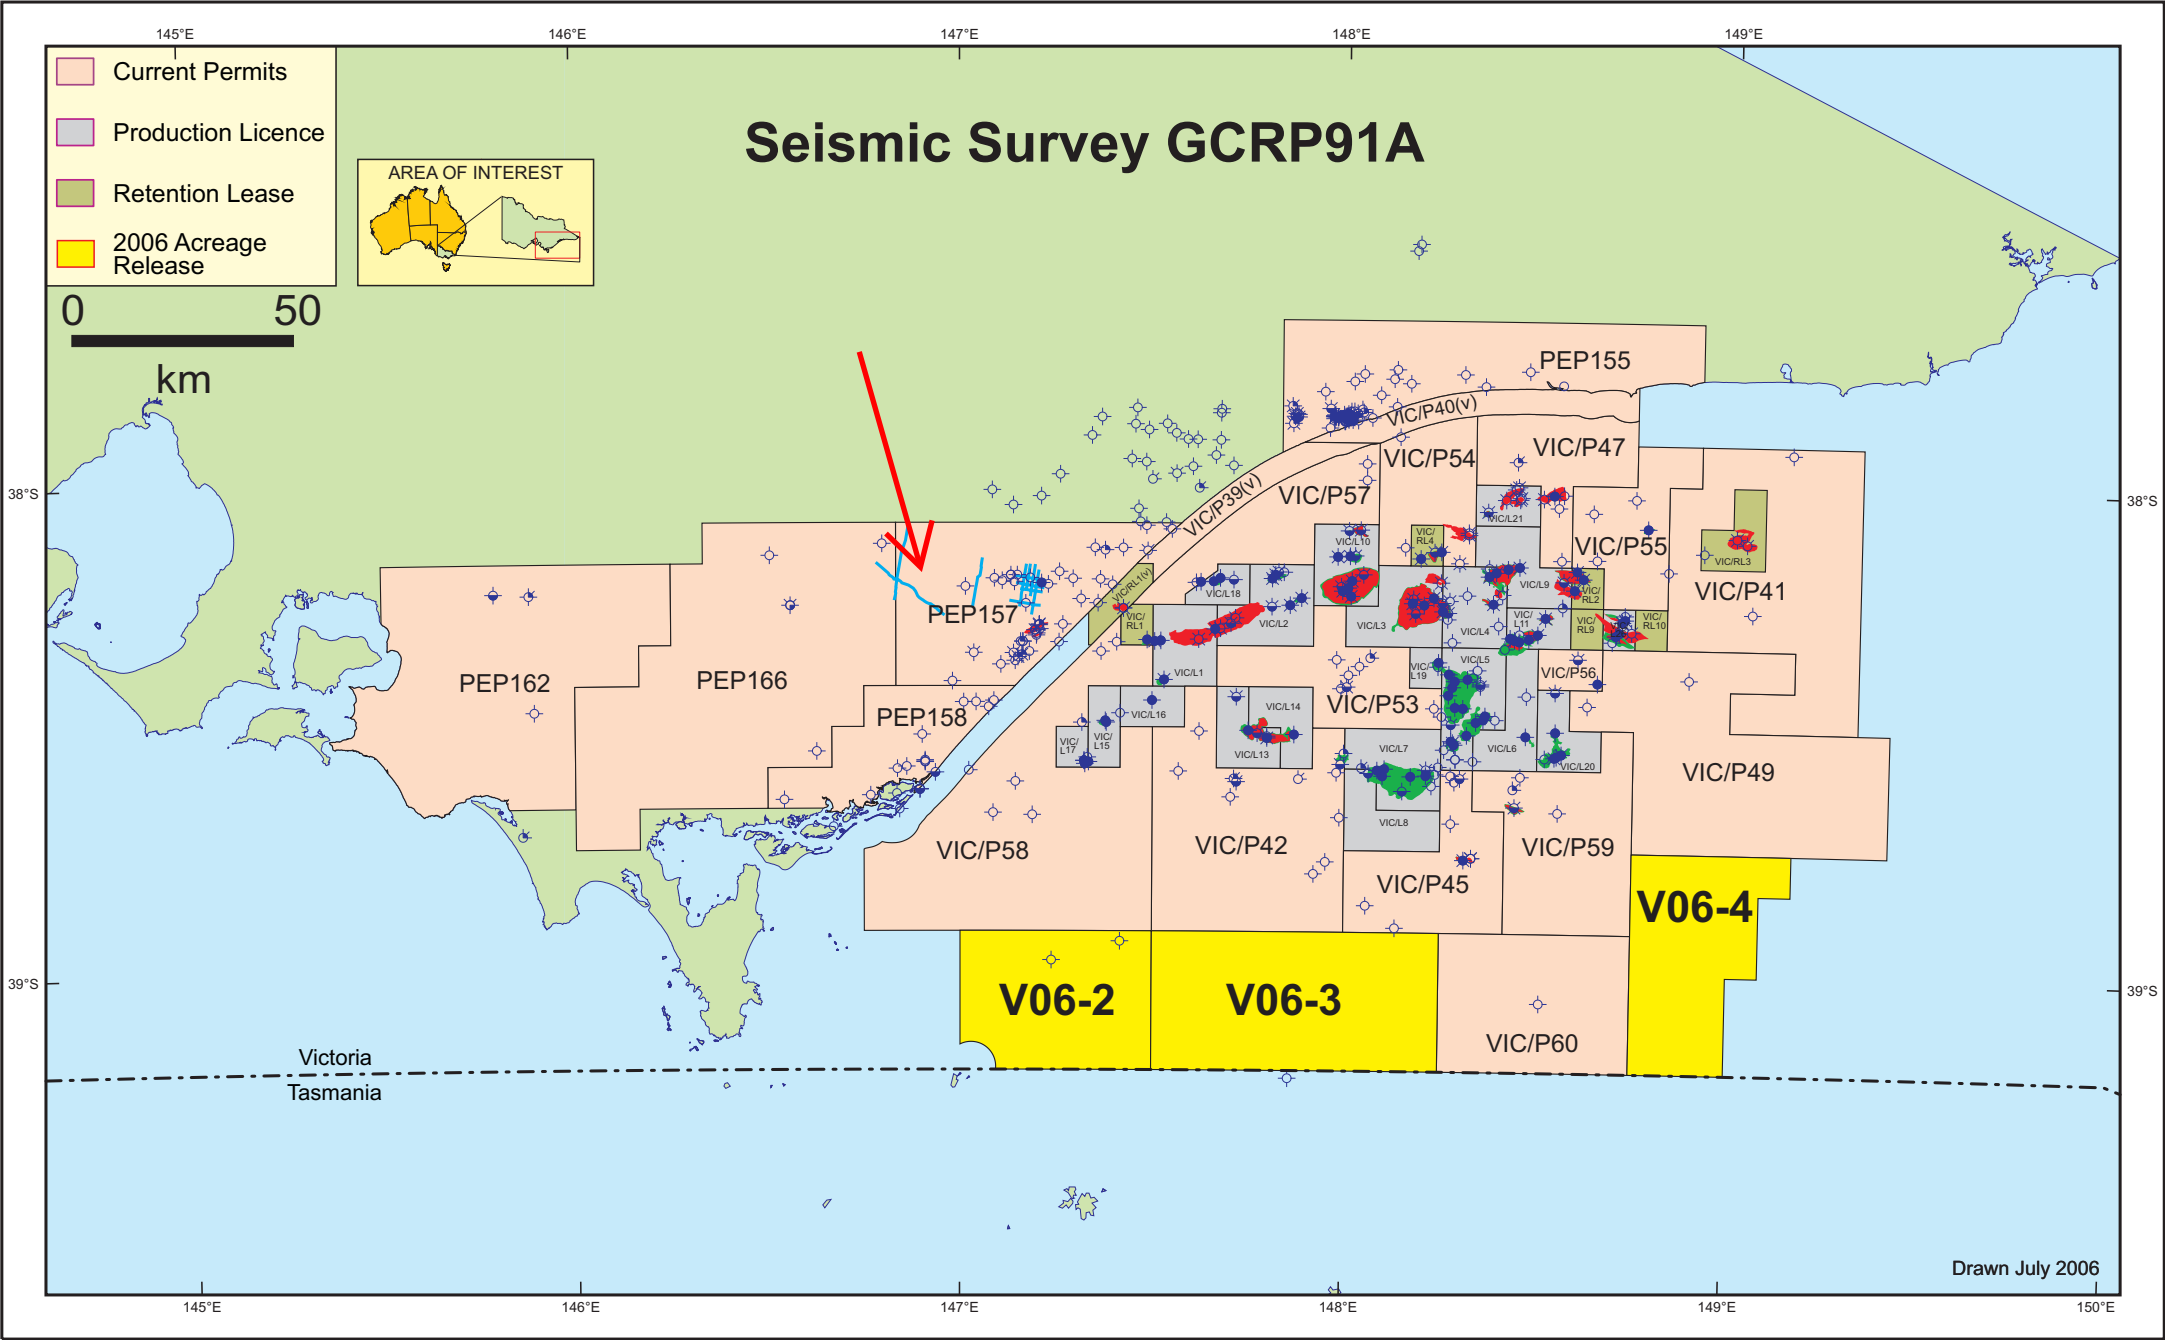 145°E 146°E 147°E 148°E 149°E
Current Permits
Production Licence
Retention Lease
2006 Acreage
Release
0 50
km
AREA OF INTEREST
Seismic Survey GCRP91A
38°S
38°S
39°S
39°S
PEP155
VIC/P40(v)
VIC/P47
VIC/P54
VIC/P57
VIC/P39(v)
VIC/L21
VIC/L10
VIC/
RL4
VIC/P55
VIC/RL3
VIC/P41
VIC/RL1(v)
VIC/L18
VIC/L9
VIC/
RL2
PEP157
VIC/
RL1
VIC/L2
VIC/L3
VIC/L4
VIC/
L11
VIC/
RL9
VIC/
RL10
PEP162
PEP166
VIC/L1
VIC/
L19
VIC/L5
VIC/P56
VIC/P53
PEP158
VIC/L16
VIC/L14
VIC/
L17
VIC/
L15
VIC/L13
VIC/L7
VIC/L6
VIC/L20
VIC/P49
VIC/L8
VIC/P58
VIC/P42
VIC/P59
VIC/P45
V06-4
V06-2
V06-3
VIC/P60
Victoria
Tasmania
Drawn July 2006
145°E 146°E 147°E 148°E 149°E 150°E